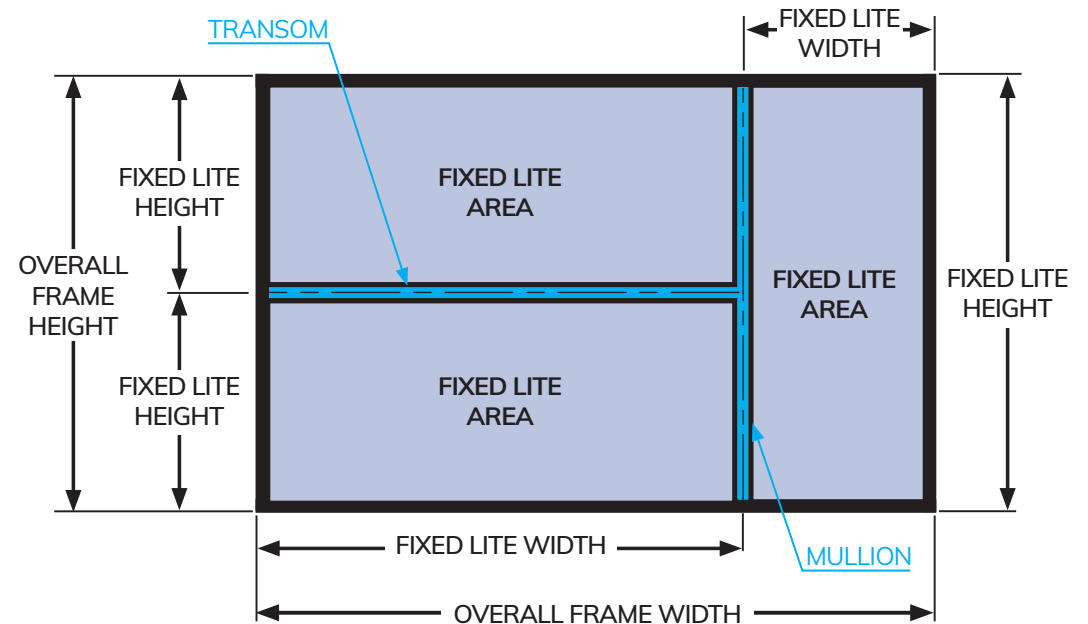 TRANSOM
FIXED LITE
WIDTH
FIXED LITE
HEIGHT
FIXED LITE
AREA
OVERALL
FRAME
HEIGHT
FIXED LITE
AREA
FIXED LITE
HEIGHT
FIXED LITE
HEIGHT
FIXED LITE
AREA
FIXED LITE WIDTH
MULLION
OVERALL FRAME WIDTH